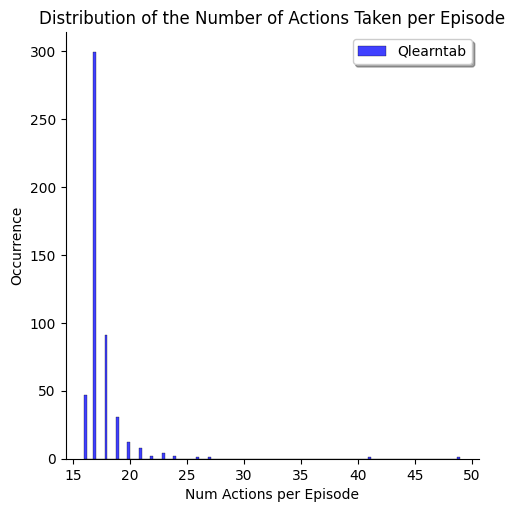 Distribution of the Number of Actions Taken per Episode
Qlearntab
300
250
200
150
100
50
0
Occurrence
15 20 25 30 35 40 45 50
Num Actions per Episode